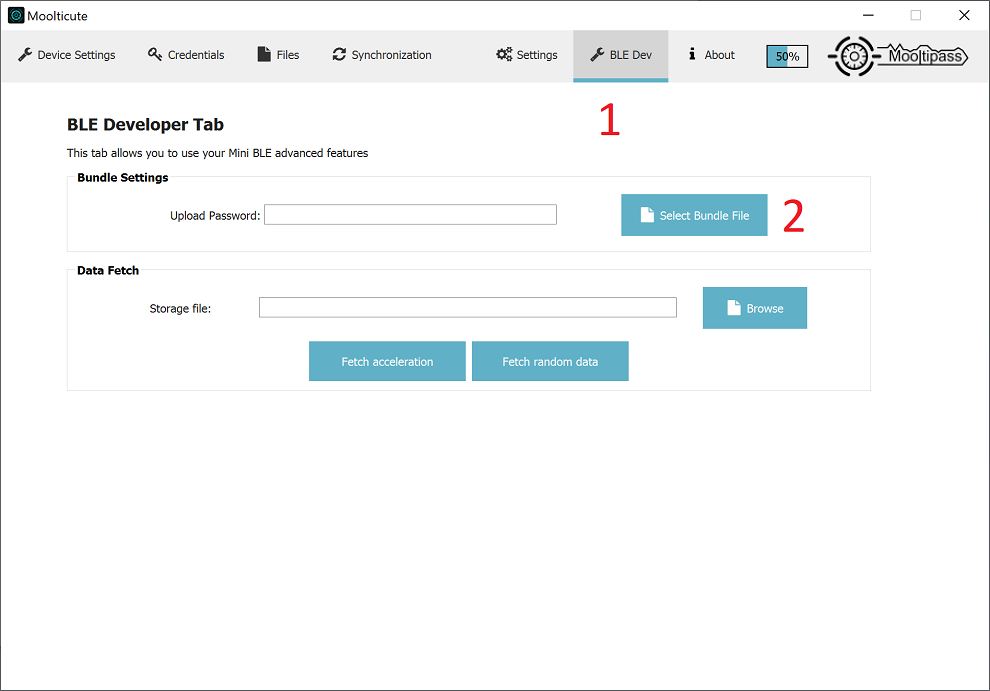 Moolticute
Device Settings Credentials Files Synchronization Settings BLE Dev About 50% Mooltipass
1
BLE Developer Tab
This tab allows you to use your Mini BLE advanced features
Bundle Settings
Upload Password: Select Bundle File 2
Data Fetch
Storage file: Browse
Fetch acceleration Fetch random data